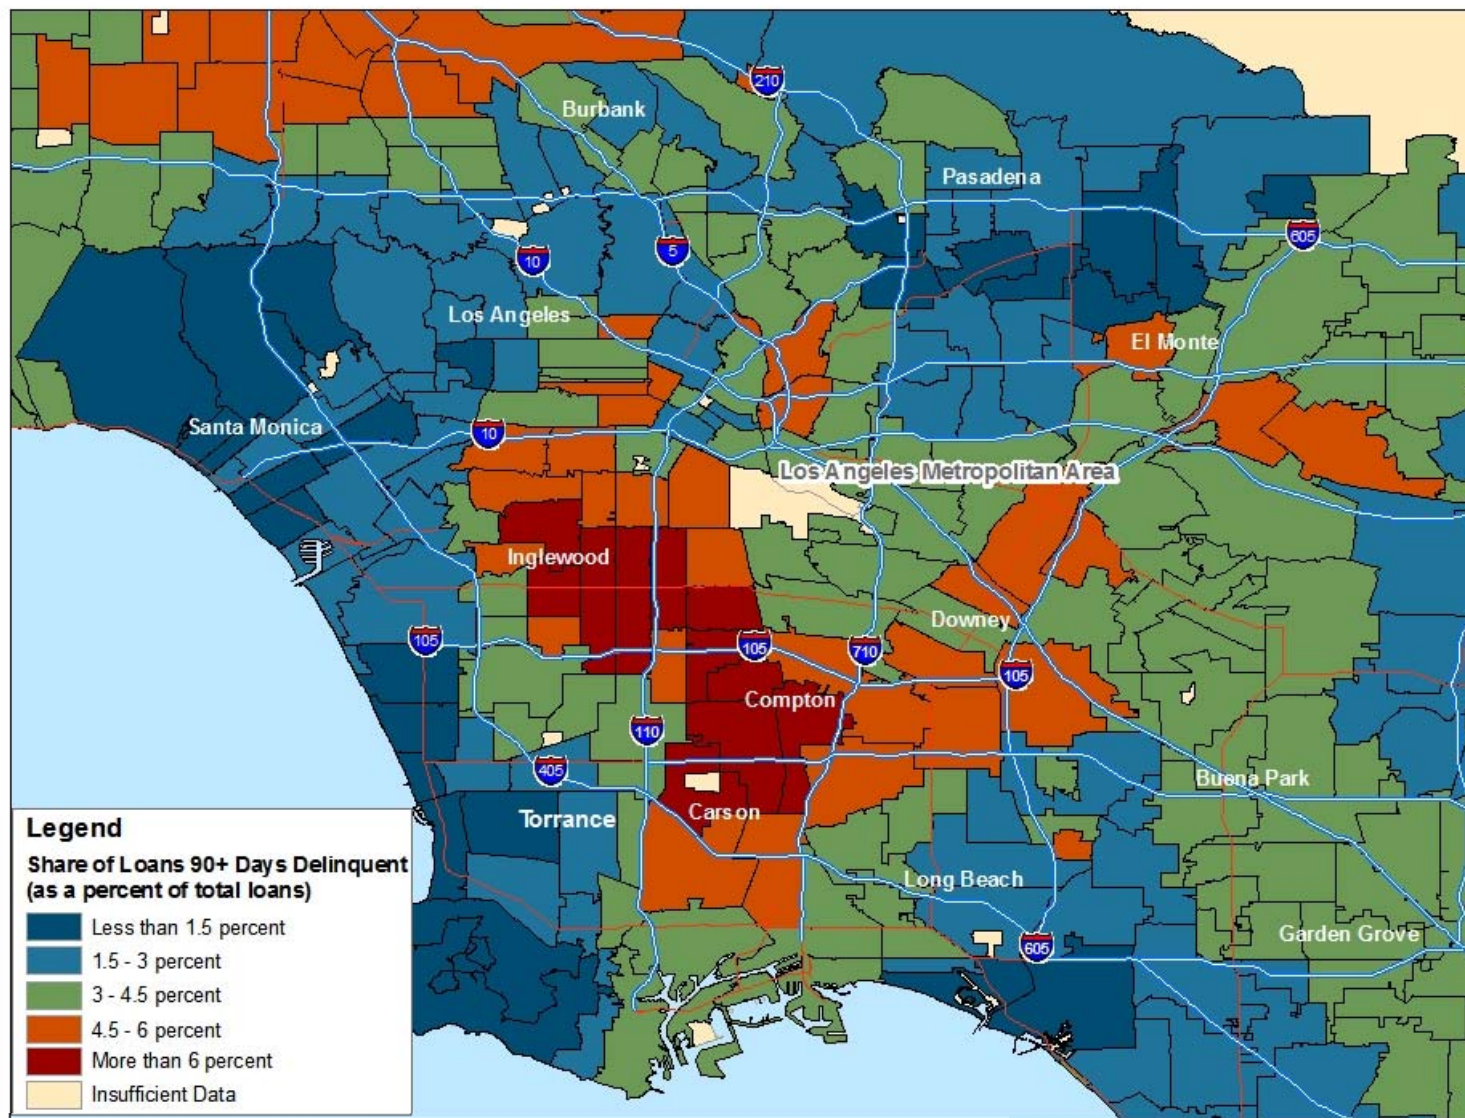 210
Burbank
Pasadena
605
10
5
Los Angeles
El Monte
Santa Monica
10
Los Angeles Metropolitan Area
Inglewood
Downey
105
105
710
105
Compton
110
405
Buena Park
Carson
Torrance
Long Beach
Garden Grove
605
Legend
Share of Loans 90+ Days Delinquent
(as a percent of total loans)
Less than 1.5 percent
1.5 - 3 percent
3 - 4.5 percent
4.5 - 6 percent
More than 6 percent
Insufficient Data